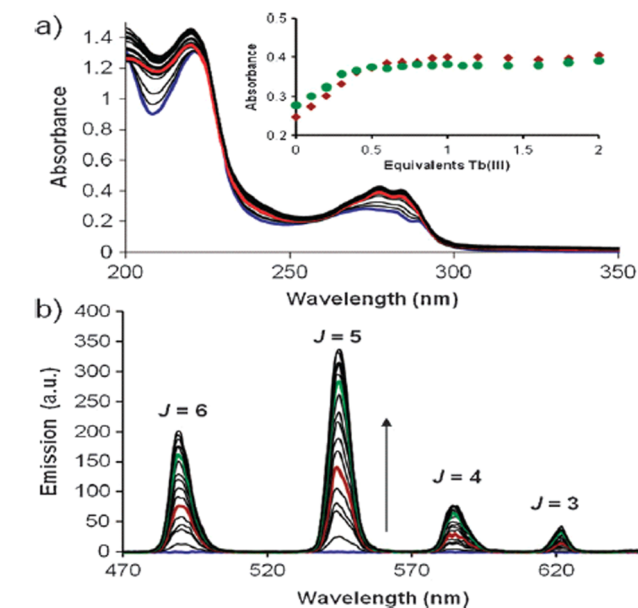 a)
1.4
1.2
1
0.8
0.6
0.4
0.2
0
Absorbance
200
250
300
350
Wavelength (nm)
0.5
0.4
0.3
0.2
Absorbance
0
0.5
1
1.5
2
Equivalents Tb(III)
b)
400
350
300
250
200
150
100
50
0
Emission (a.u.)
J = 6
J = 5
J = 4
J = 3
470
520
570
620
Wavelength (nm)